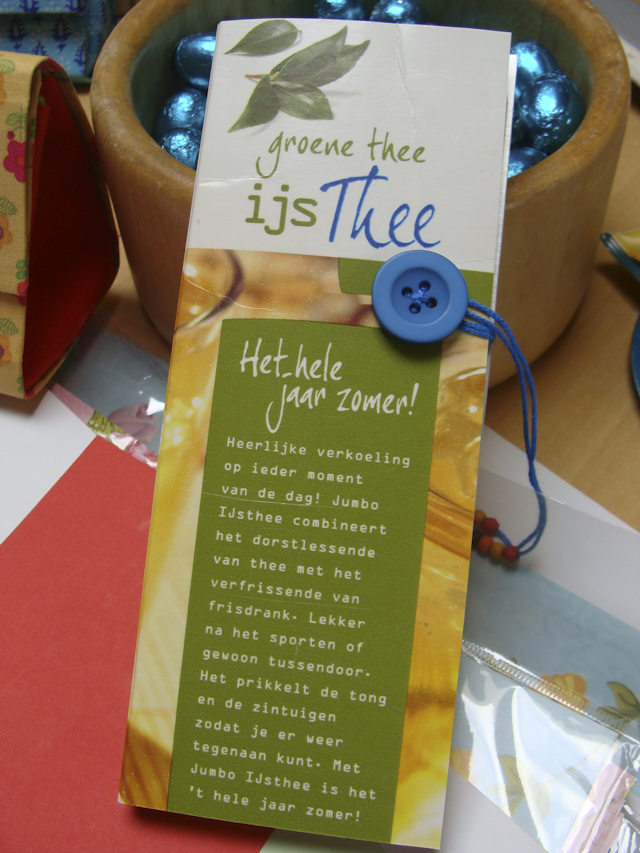 groene thee
ijsThee
Het hele
jaar zomer!
Heerlijke verkoeling
op ieder moment
van de dag! Jumbo
IJsthee combineert
het dorstlessende
van thee met het
verfrissende van
frisdrank. Lekker
na het sporten of
gewoon tussendoor.
Het prikkelt de tong
en de zintuigen
zodat je er weer
tegenaan kunt. Met
Jumbo IJsthee is het
't hele jaar zomer!